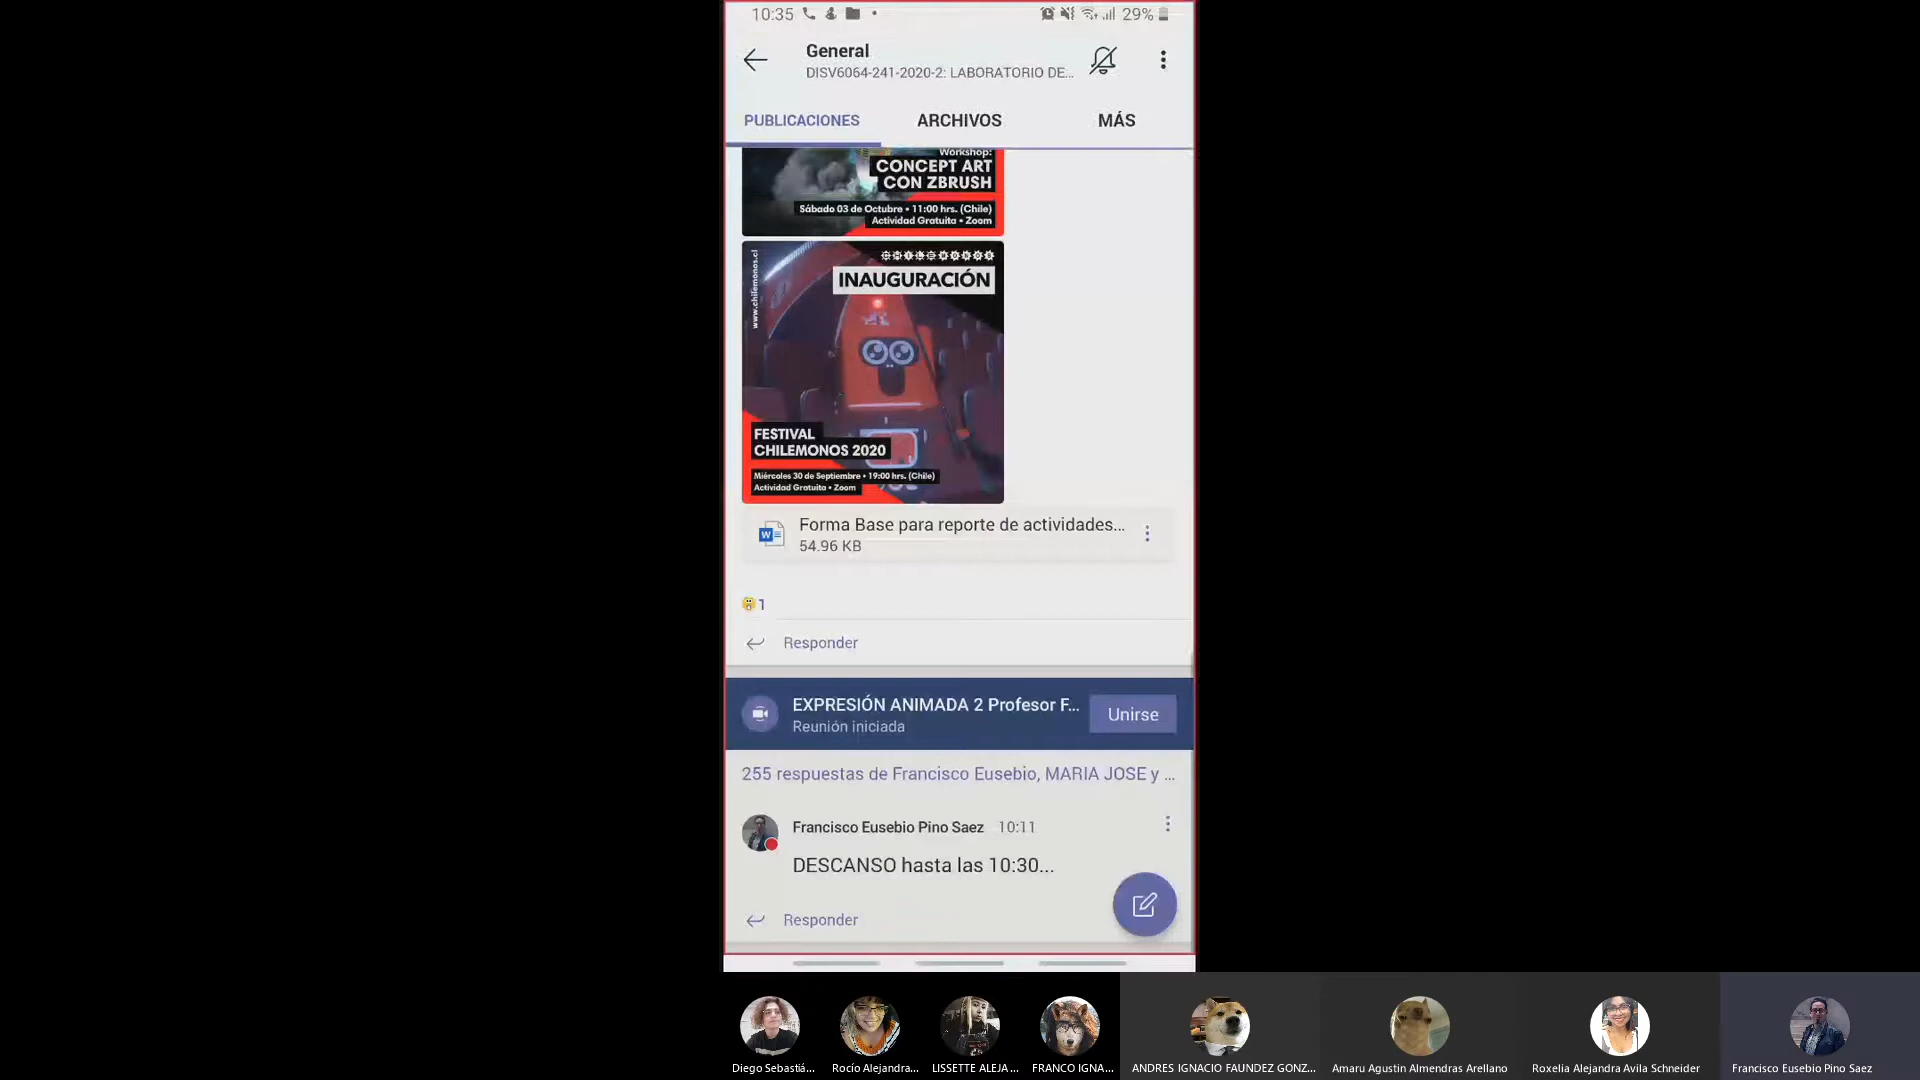 10:35
29%
General
DISV6064-241-2020-2: LABORATORIO DE...
PUBLICACIONES
ARCHIVOS
MÁS
Workshop:
CONCEPT ART
CON ZBRUSH
Sábado 03 de Octubre • 11:00 hrs. (Chile)
Actividad Gratuita • Zoom
www.chilemonos.cl
INAUGURACIÓN
FESTIVAL
CHILEMONOS 2020
Miércoles 30 de Septiembre • 19:00 hrs. (Chile)
Actividad Gratuita • Zoom
Forma Base para reporte de actividades...
54.96 KB
1
Responder
EXPRESIÓN ANIMADA 2 Profesor F...
Reunión iniciada
Unirse
255 respuestas de Francisco Eusebio, MARIA JOSE y ...
Francisco Eusebio Pino Saez 10:11
DESCANSO hasta las 10:30...
Responder
Diego Sebastiá...
Rocío Alejandra...
LISSETTE ALEJA...
FRANCO IGNA...
ANDRES IGNACIO FAUNDEZ GONZ...
Amaru Agustin Almendras Arellano
Roxelia Alejandra Avila Schneider
Francisco Eusebio Pino Saez